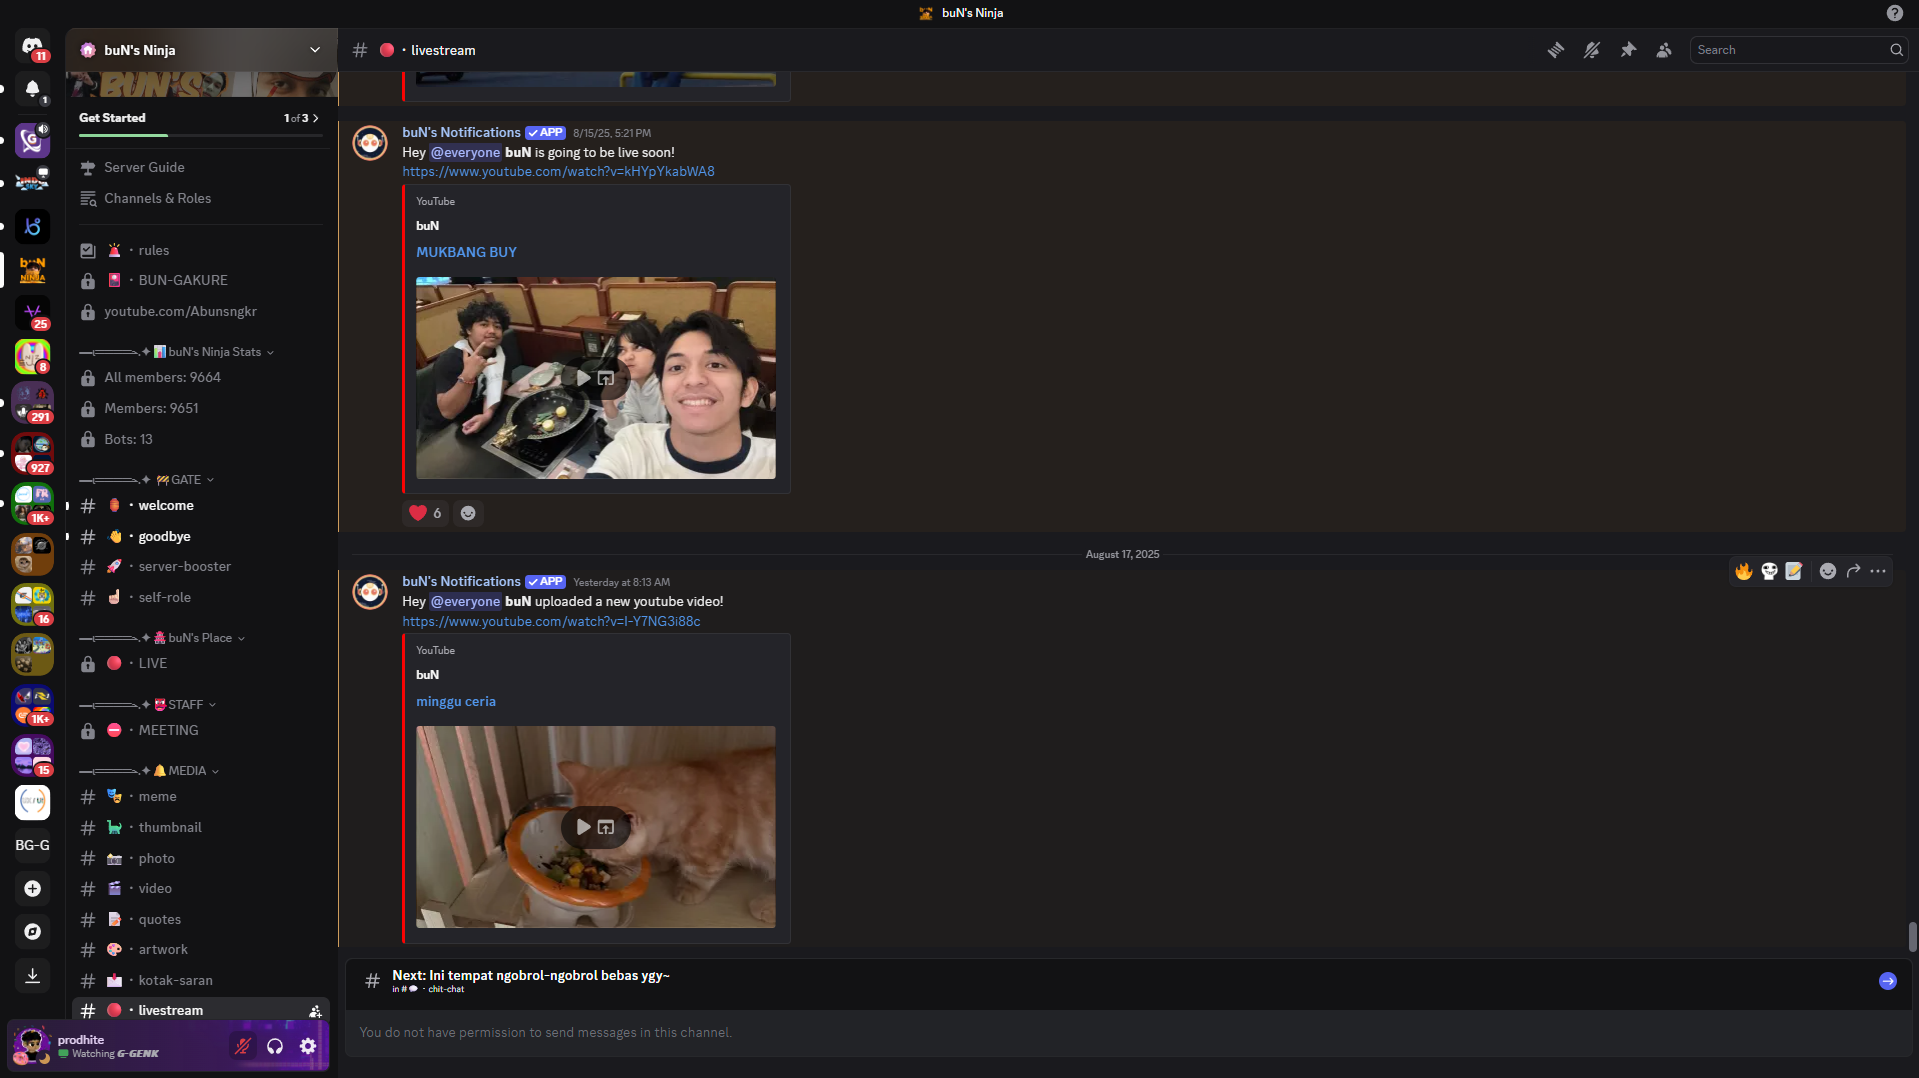 buN's Ninja
11
buN's Ninja
• livestream
Search
1
BUN'S
Get Started
1 of 3
Server Guide
Channels & Roles
• rules
• BUN-GAKURE
youtube.com/Abunsngkr
buN's Ninja Stats
All members: 9664
Members: 9651
Bots: 13
GATE
• welcome
• goodbye
• server-booster
• self-role
buN's Place
• LIVE
STAFF
• MEETING
MEDIA
• meme
• thumbnail
• photo
• video
• quotes
• artwork
• kotak-saran
• livestream
buN NINJA
25
8
291
927
1K+
16
1K+
15
BG-G
prodhite
Watching G-GENK
buN's Notifications ✓ APP 8/15/25, 5:21 PM
Hey @everyone buN is going to be live soon!
https://www.youtube.com/watch?v=kHYpYkabWA8
YouTube
buN
MUKBANG BUY
6
August 17, 2025
buN's Notifications ✓ APP Yesterday at 8:13 AM
Hey @everyone buN uploaded a new youtube video!
https://www.youtube.com/watch?v=I-Y7NG3i88c
YouTube
buN
minggu ceria
Next: Ini tempat ngobrol-ngobrol bebas ygy~
in # • chit-chat
You do not have permission to send messages in this channel.